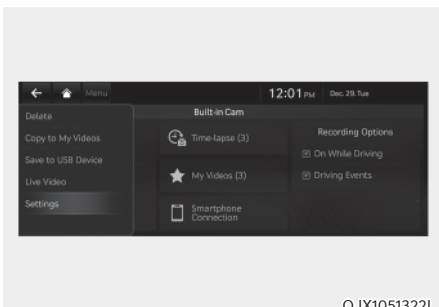 Menu
12:01 PM Dec. 29. Tue
Built-in Cam
Delete
Copy to My Videos
Save to USB Device
Live Video
Settings
Time-lapse (3)
My Videos (3)
Smartphone
Connection
Recording Options
On While Driving
Driving Events
OJX1051322L